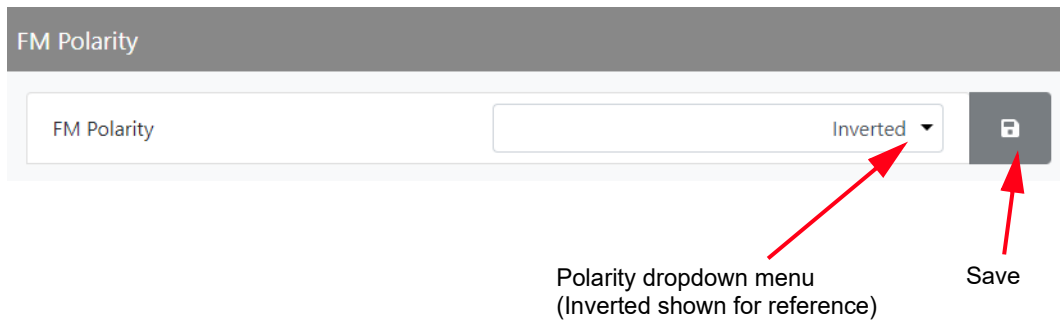 FM Polarity
FM Polarity
Inverted
Polarity dropdown menu
(Inverted shown for reference)
Save